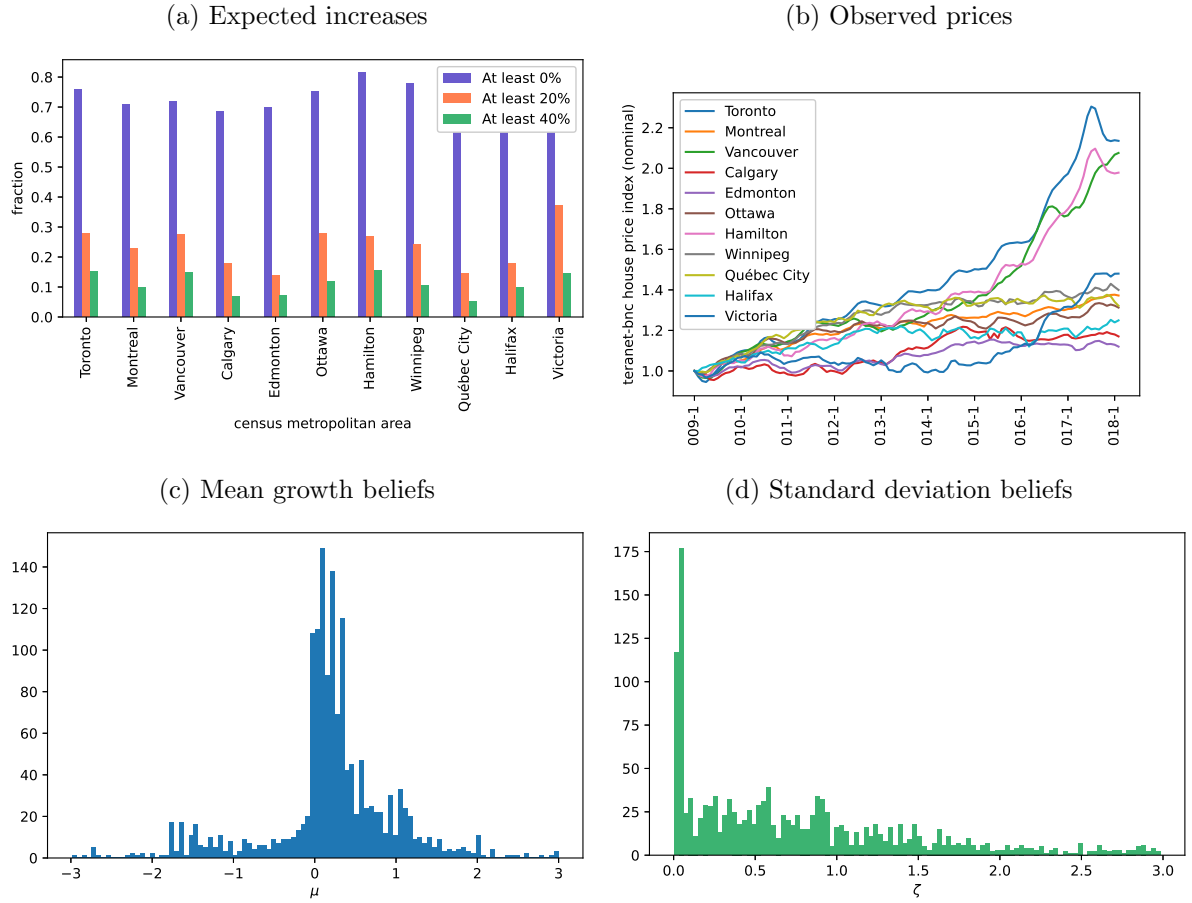 (a) Expected increases
0.8
0.7
0.6
0.5
0.4
0.3
0.2
0.1
0.0
fraction
At least 0%
At least 20%
At least 40%
Toronto
Montreal
Vancouver
Calgary
Edmonton
Ottawa
Hamilton
Winnipeg
Québec City
Halifax
Victoria
census metropolitan area
(b) Observed prices
2.2
2.0
1.8
1.6
1.4
1.2
1.0
teranet-bnc house price index (nominal)
Toronto
Montreal
Vancouver
Calgary
Edmonton
Ottawa
Hamilton
Winnipeg
Québec City
Halifax
Victoria
009-1
010-1
011-1
012-1
013-1
014-1
015-1
016-1
017-1
018-1
(c) Mean growth beliefs
140
120
100
80
60
40
20
0
−3
−2
−1
0
1
2
3
μ
(d) Standard deviation beliefs
175
150
125
100
75
50
25
0
0.0
0.5
1.0
1.5
2.0
2.5
3.0
ζ